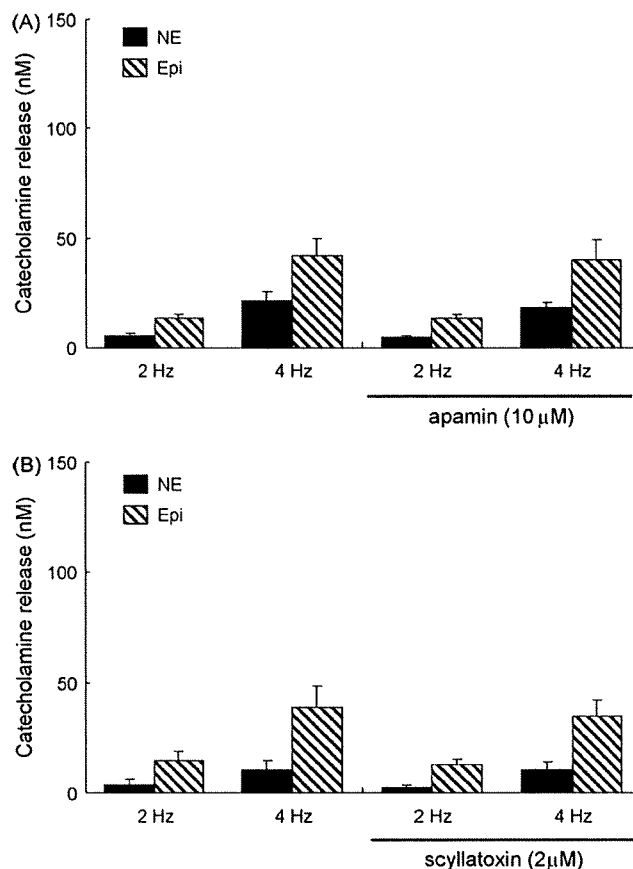 (A)
150
100
50
0
Catecholamine release (nM)
NE
Epi
2 Hz 4 Hz 2 Hz 4 Hz
apamin (10 μM)
(B)
150
100
50
0
Catecholamine release (nM)
NE
Epi
2 Hz 4 Hz 2 Hz 4 Hz
scyllatoxin (2μM)